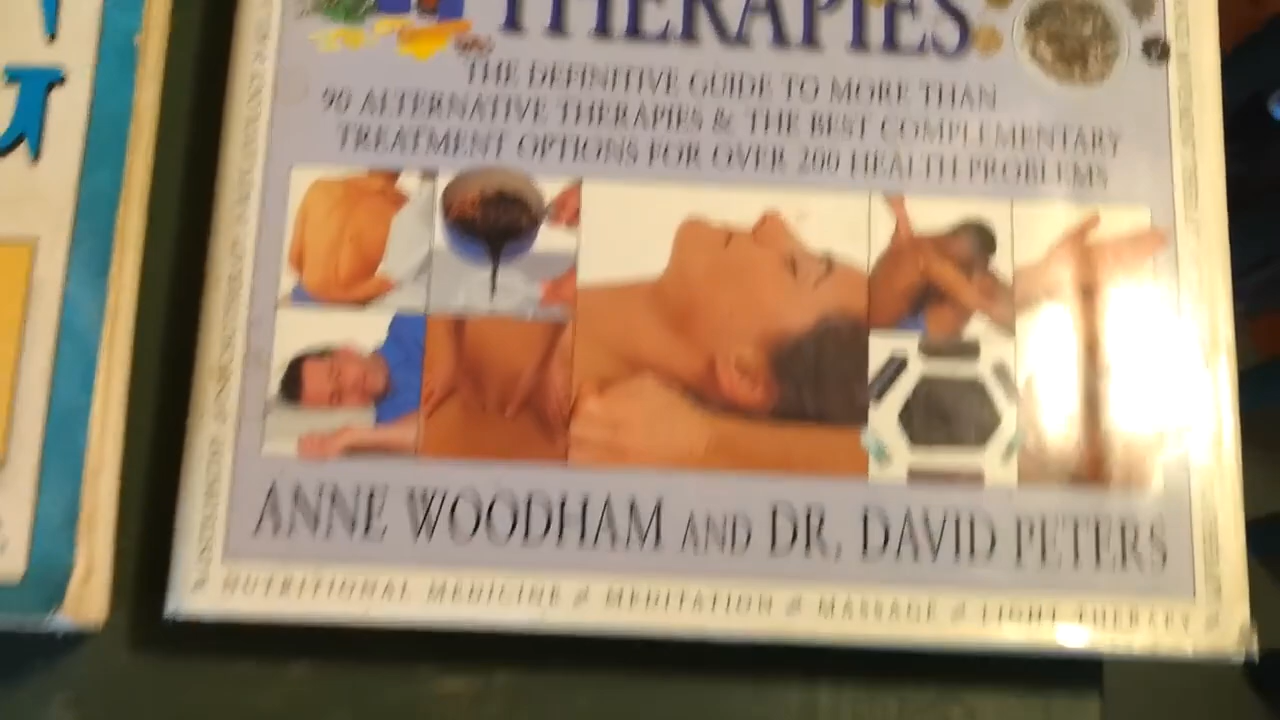 THERAPIES
THE DEFINITIVE GUIDE TO MORE THAN
90 ALTERNATIVE THERAPIES & THE BEST COMPLEMENTARY
TREATMENT OPTIONS FOR OVER 200 HEALTH PROBLEMS
ANNE WOODHAM AND DR. DAVID PETERS
NUTRITIONAL MEDICINE MEDITATION MASSAGE LIGHT THERAPY